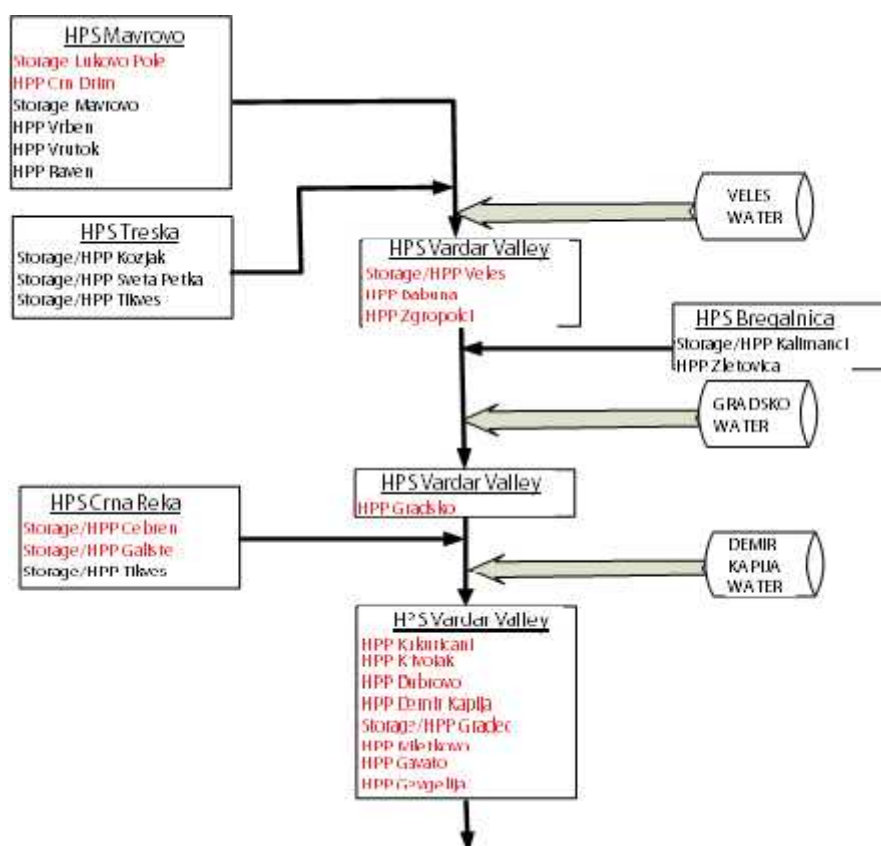 HPS Mavrovo
Storage Lukovo Pole
HPP Crn Drim
Storage Mavrovo
HPP Vrben
HPP Vrutok
HPP Raven
VELES
WATER
HPS Treska
Storage/HPP Kozjak
Storage/HPP Sveta Petka
Storage/HPP Tikves
HPS Vardar Valley
Storage/HPP Veles
HPP Babuna
HPP Zgropolci
HPS Bregalnica
Storage/HPP Kalimanci
HPP Zletovica
GRADSKO
WATER
HPS Vardar Valley
HPP Gradsko
HPS Crna Reka
Storage/HPP Cebren
Storage/HPP Galiste
Storage/HPP Tikves
DEMIR
KAPIJA
WATER
HPS Vardar Valley
HPP Kukuricani
HPP Krivolak
HPP Dubrovo
HPP Demir Kapija
Storage/HPP Gradec
HPP Miletkovo
HPP Gavato
HPP Gevgelija